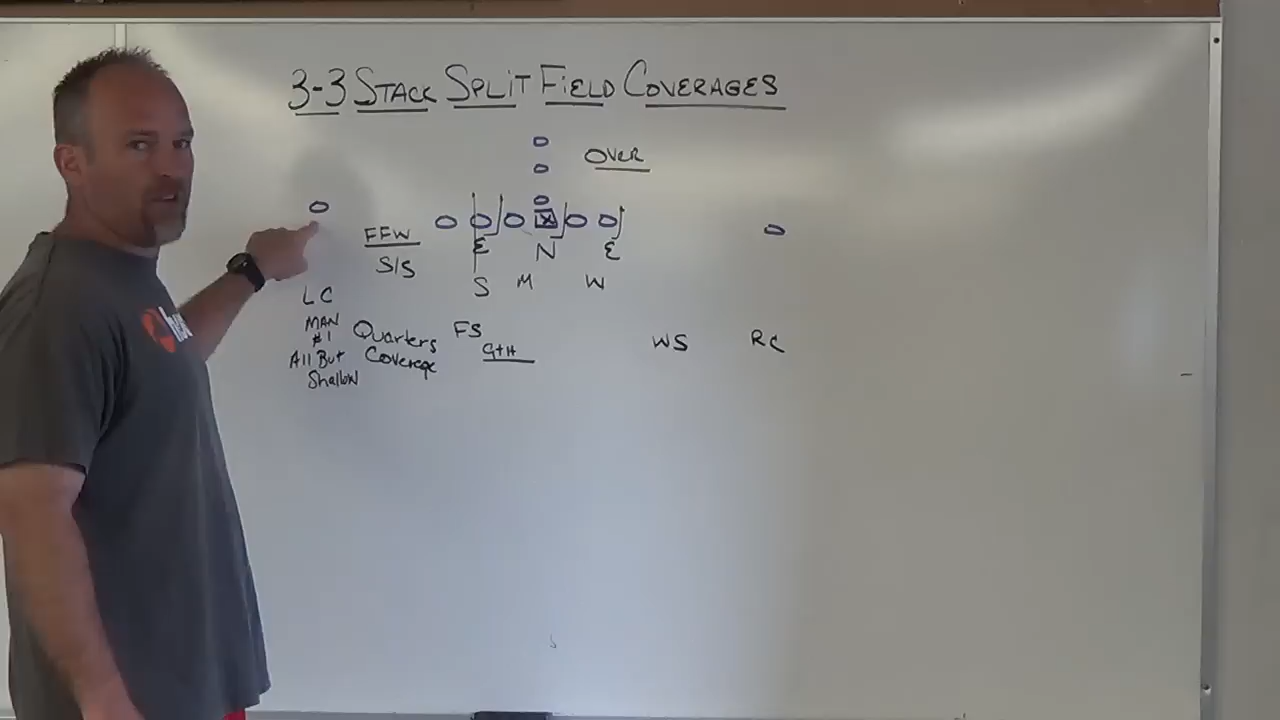 3-3 STACK SPLIT FIELD COVERAGES
OVER
X
FFW
S/S
E N E
S M W
LC
MAN
#1
All But
Shallow
Quarters
Coverage
FS
G+H
WS
RC